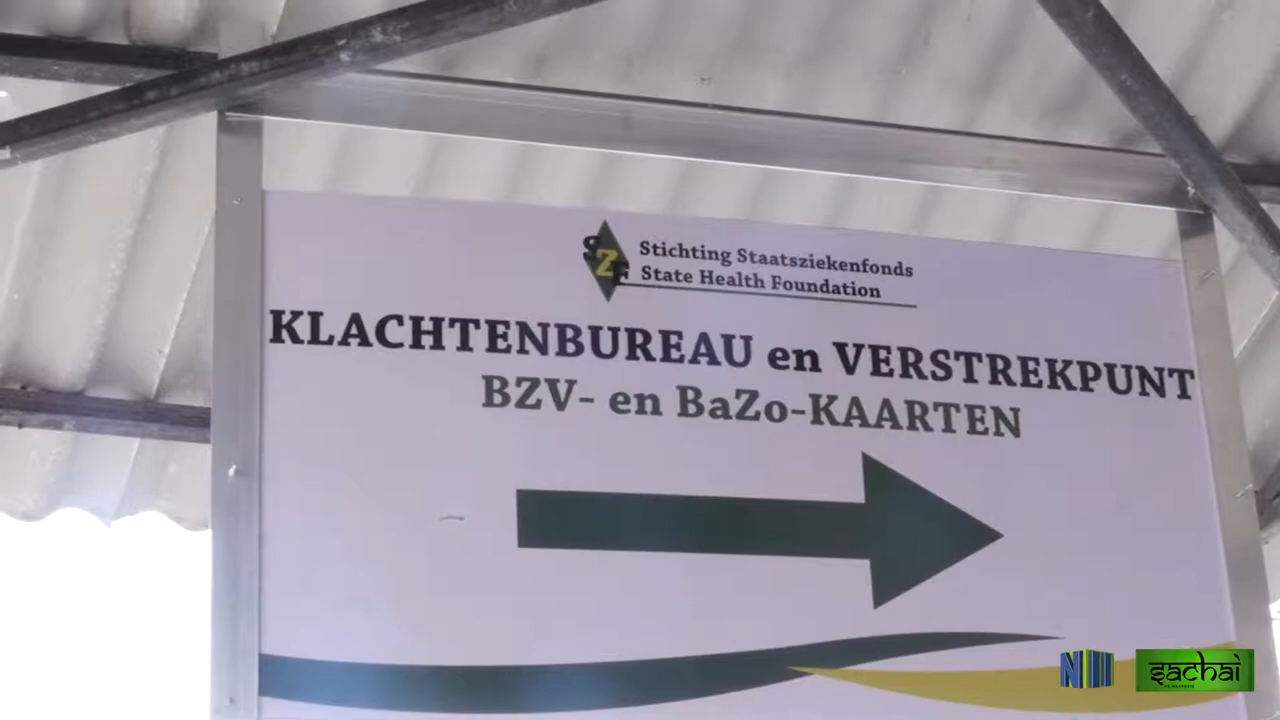 SZF
Stichting Staatsziekenfonds
State Health Foundation
KLACHTENBUREAU en VERSTREKPUNT
BZV- en BaZo-KAARTEN
sachai